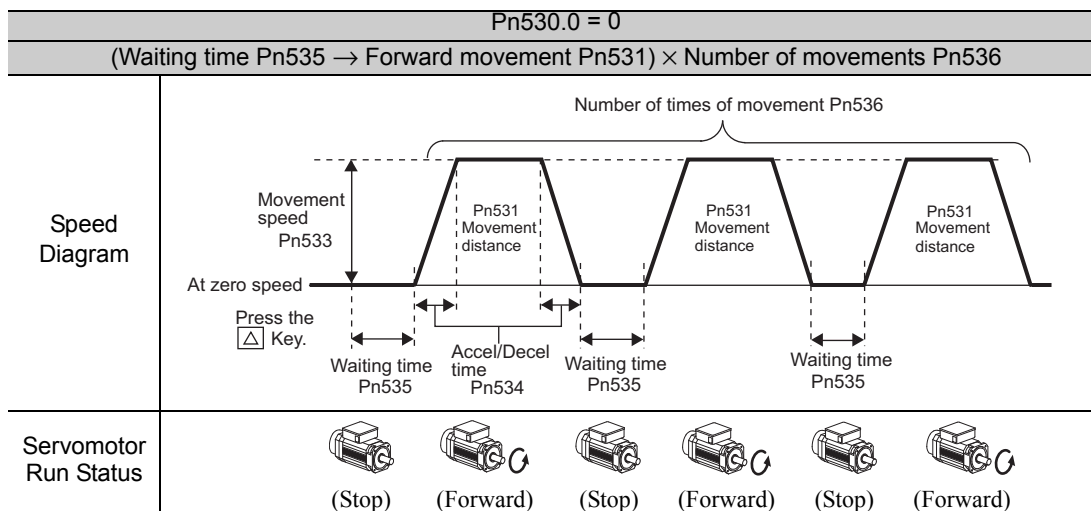 Pn530.0 = 0
(Waiting time Pn535 → Forward movement Pn531) × Number of movements Pn536
Speed
Diagram
Number of times of movement Pn536
Movement
speed
Pn533
Pn531
Movement
distance
Pn531
Movement
distance
Pn531
Movement
distance
At zero speed
Press the
△ Key.
Waiting time
Pn535
Accel/Decel
time
Pn534
Waiting time
Pn535
Waiting time
Pn535
Servomotor
Run Status
(Stop) (Forward) (Stop) (Forward) (Stop) (Forward)